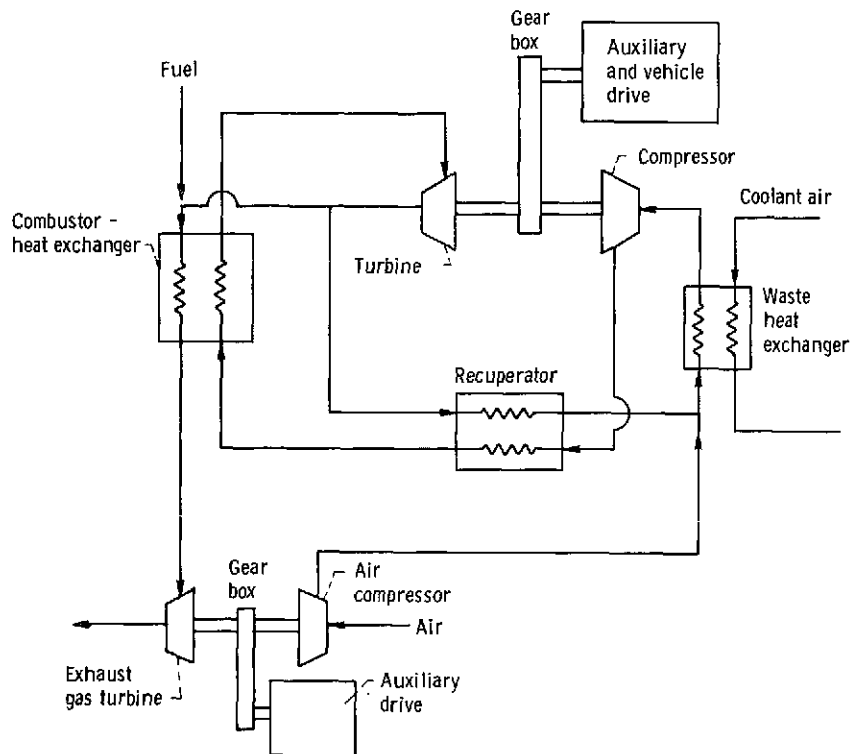 Gear
box
Auxiliary
and vehicle
drive
Fuel
Compressor
Coolant air
Combustor -
heat exchanger
Turbine
Waste
heat
exchanger
Recuperator
Gear
box
Air
compressor
Air
Exhaust
gas turbine
Auxiliary
drive